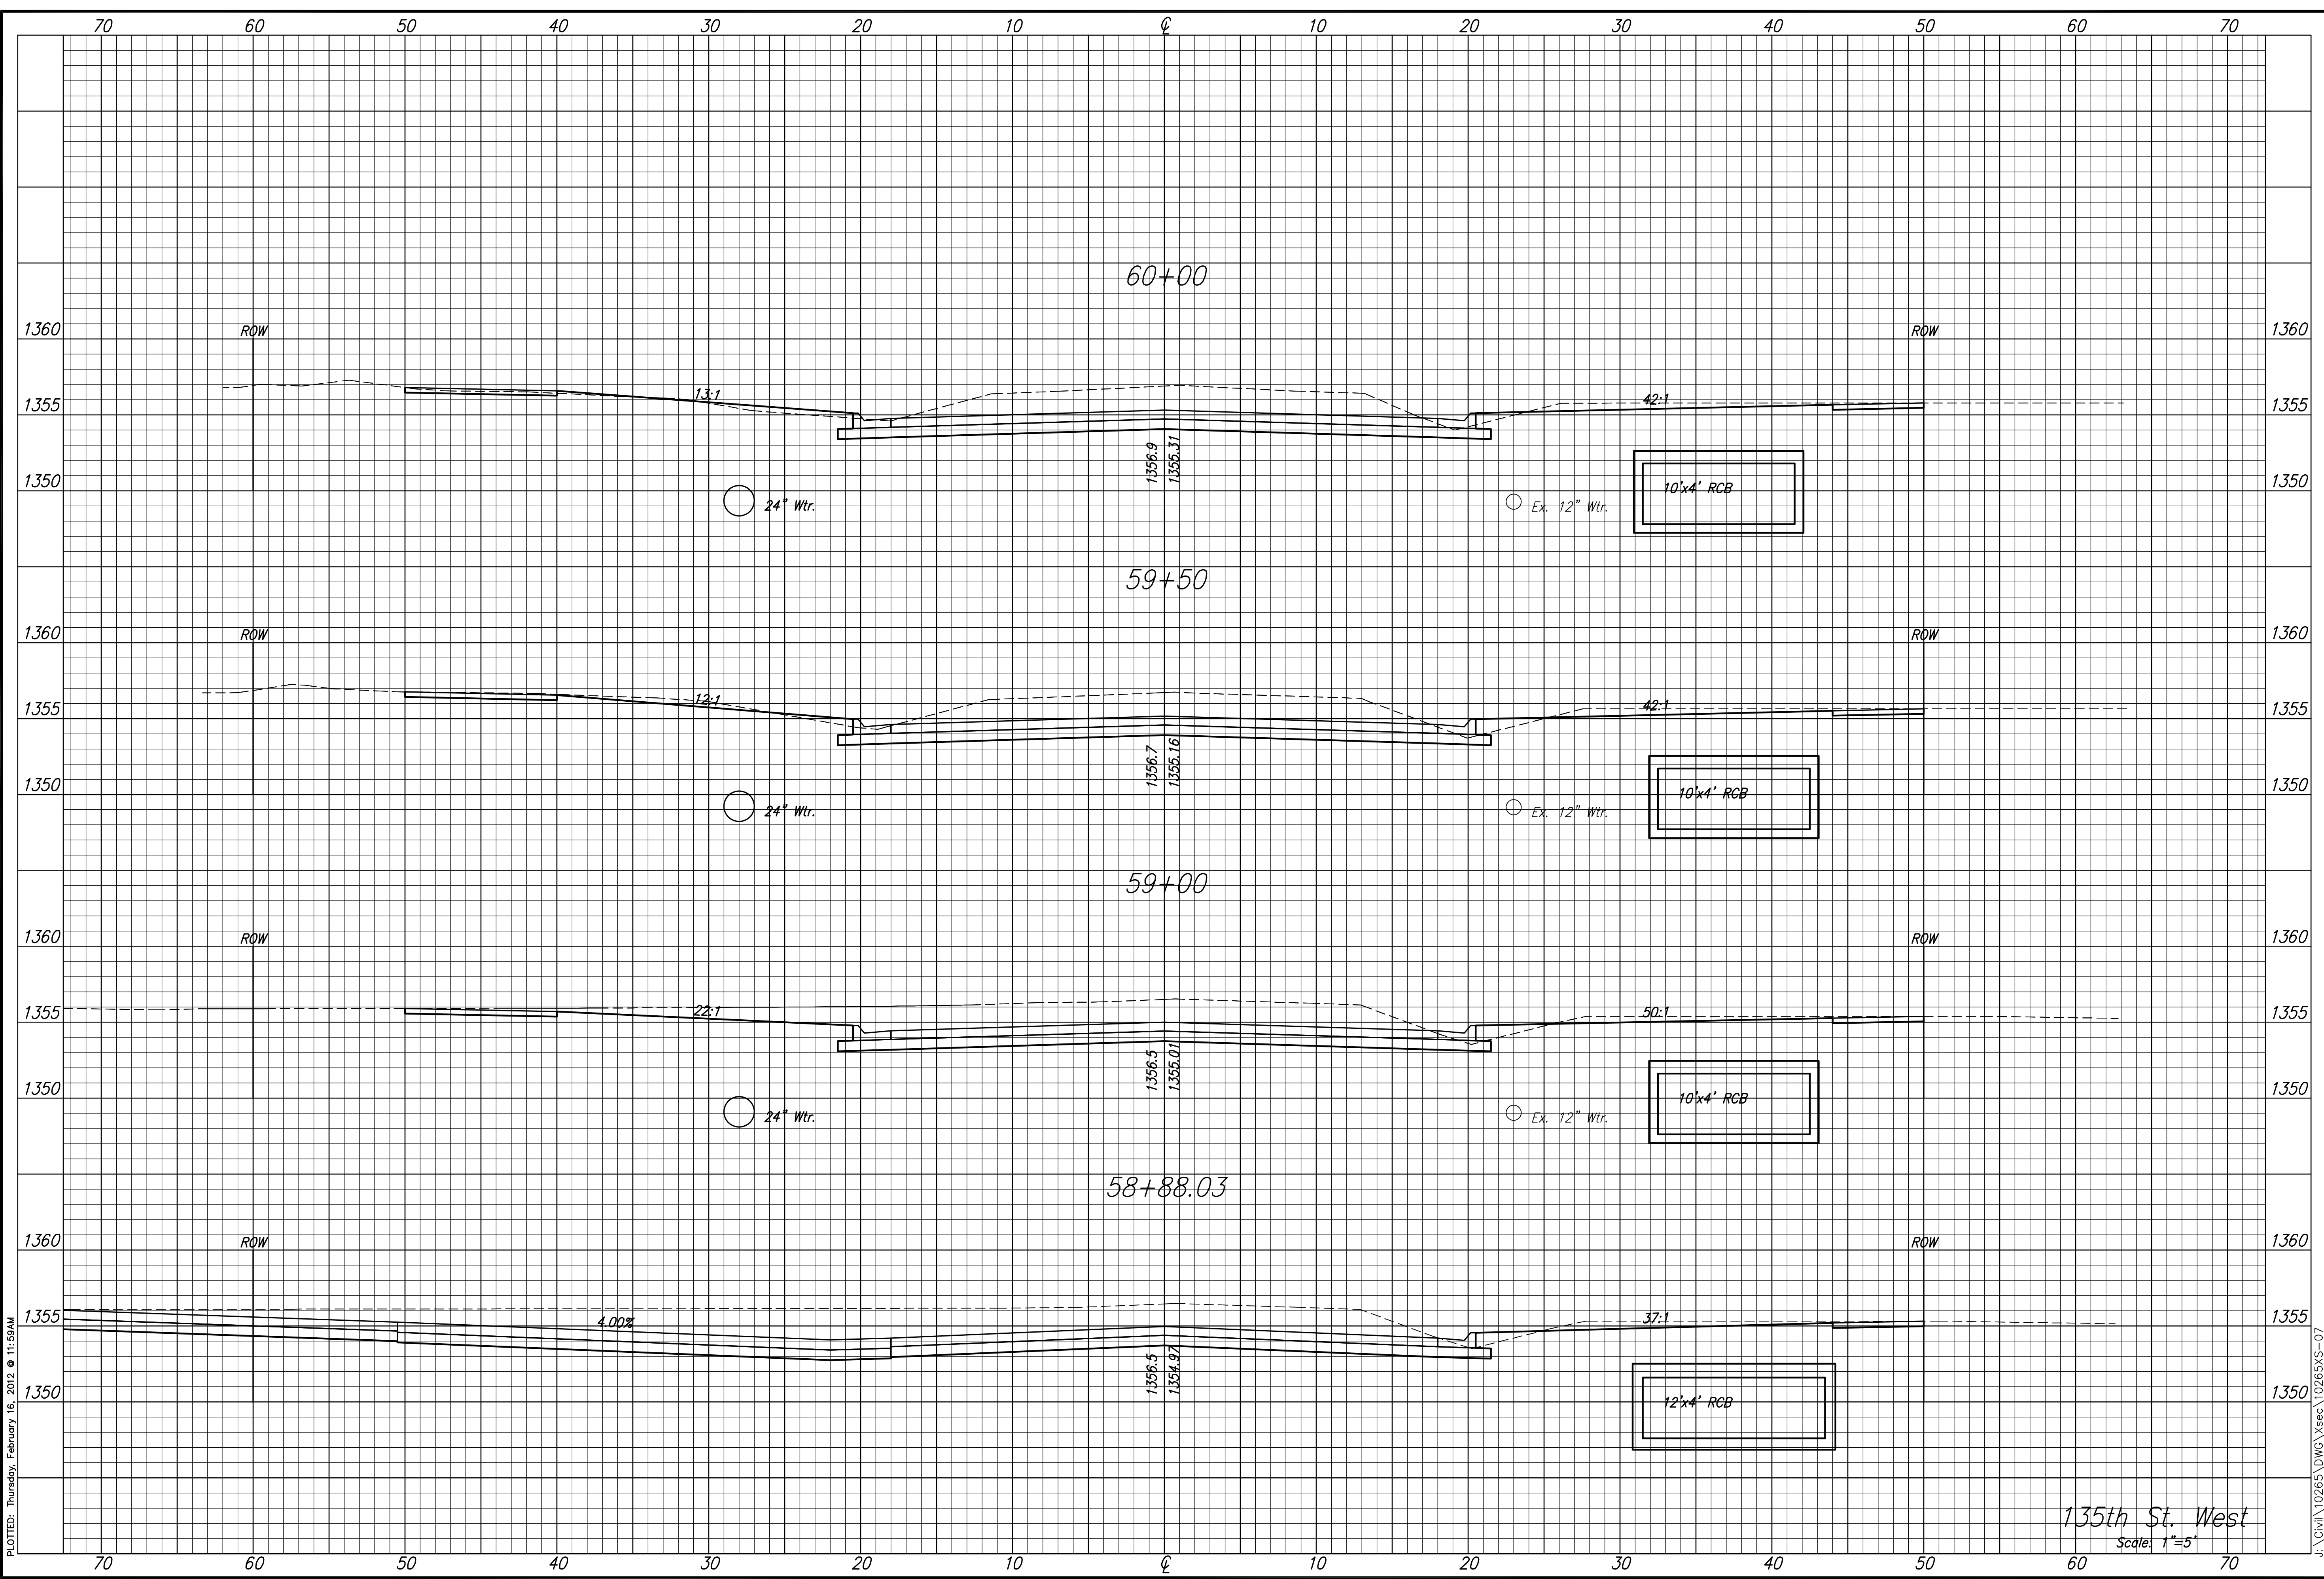 70 60 50 40 30 20 10 ℄ 10 20 30 40 50 60 70
60+00
1360 ROW ROW 1360
13:1 42:1
1355 1355
1356.9
1355.31
1350 10'x4' RCB 1350
24" Wtr. Ex. 12" Wtr.
59+50
1360 ROW ROW 1360
12:1 42:1
1355 1355
1356.7
1355.16
1350 10'x4' RCB 1350
24" Wtr. Ex. 12" Wtr.
59+00
1360 ROW ROW 1360
22:1 50:1
1355 1355
1356.5
1355.01
1350 10'x4' RCB 1350
24" Wtr. Ex. 12" Wtr.
58+88.03
1360 ROW ROW 1360
1355 4.00% 37:1 1355
1356.5
1354.97
1350 12'x4' RCB 1350
135th St. West
Scale: 1"=5'
70 60 50 40 30 20 10 ℄ 10 20 30 40 50 60 70
PLOTTED: Thursday, February 16, 2012 @ 11:59AM
J:\Civil\10265\DWG\Xsec\10265XS-07